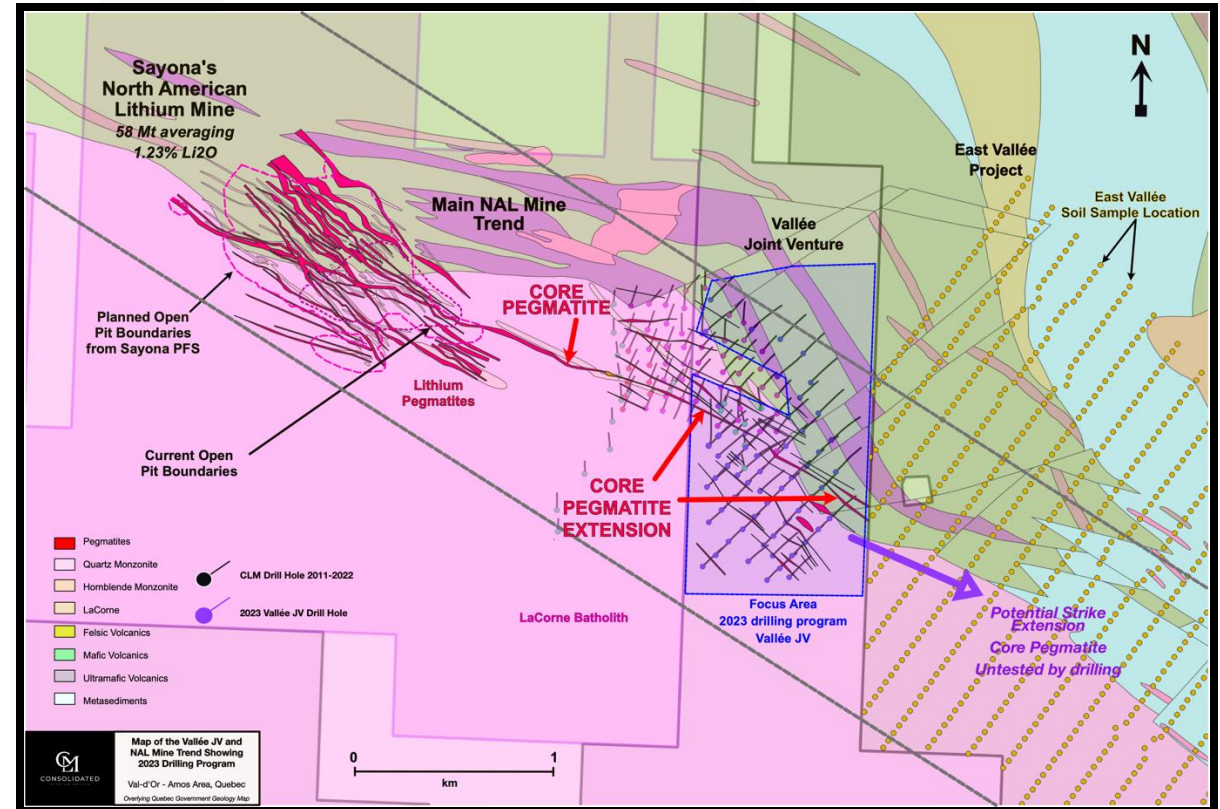 Sayona's
North American
Lithium Mine
58 Mt averaging
1.23% Li2O
N
East Vallée
Project
East Vallée
Soil Sample Location
Main NAL Mine
Trend
Vallée
Joint Venture
CORE
PEGMATITE
Planned Open
Pit Boundaries
from Sayona PFS
Lithium
Pegmatites
Current Open
Pit Boundaries
CORE
PEGMATITE
EXTENSION
Pegmatites
Quartz Monzonite
Hornblende Monzonite
LaCorne
Felsic Volcanics
Mafic Volcanics
Ultramafic Volcanics
Metasediments
CLM Drill Hole 2011-2022
2023 Vallée JV Drill Hole
LaCorne Batholith
Focus Area
2023 drilling program
Vallée JV
Potential Strike
Extension
Core Pegmatite
Untested by drilling
CLM
CONSOLIDATED
Map of the Vallée JV and
NAL Mine Trend Showing
2023 Drilling Program
Val-d'Or - Amos Area, Quebec
Overlying Quebec Government Geology Map
0 1
km